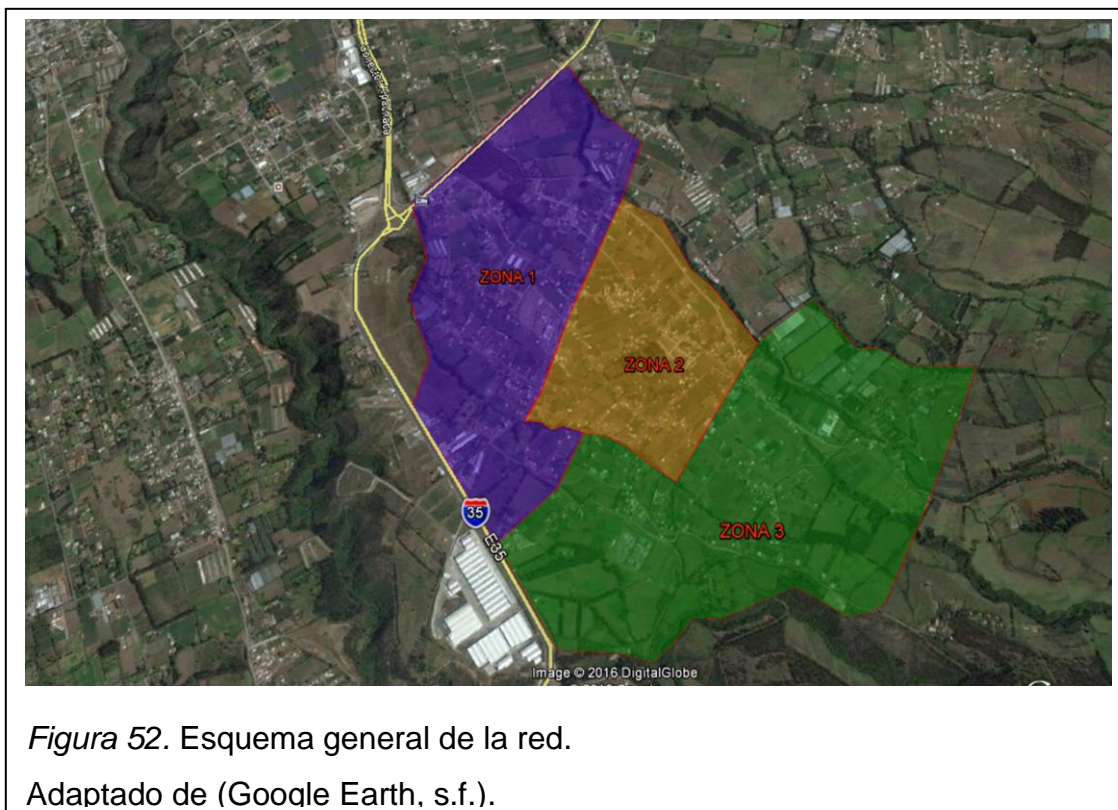 ZONA 1
ZONA 2
35
E35
ZONA 3
Image © 2016 DigitalGlobe
Figura 52. Esquema general de la red.
Adaptado de (Google Earth, s.f.).